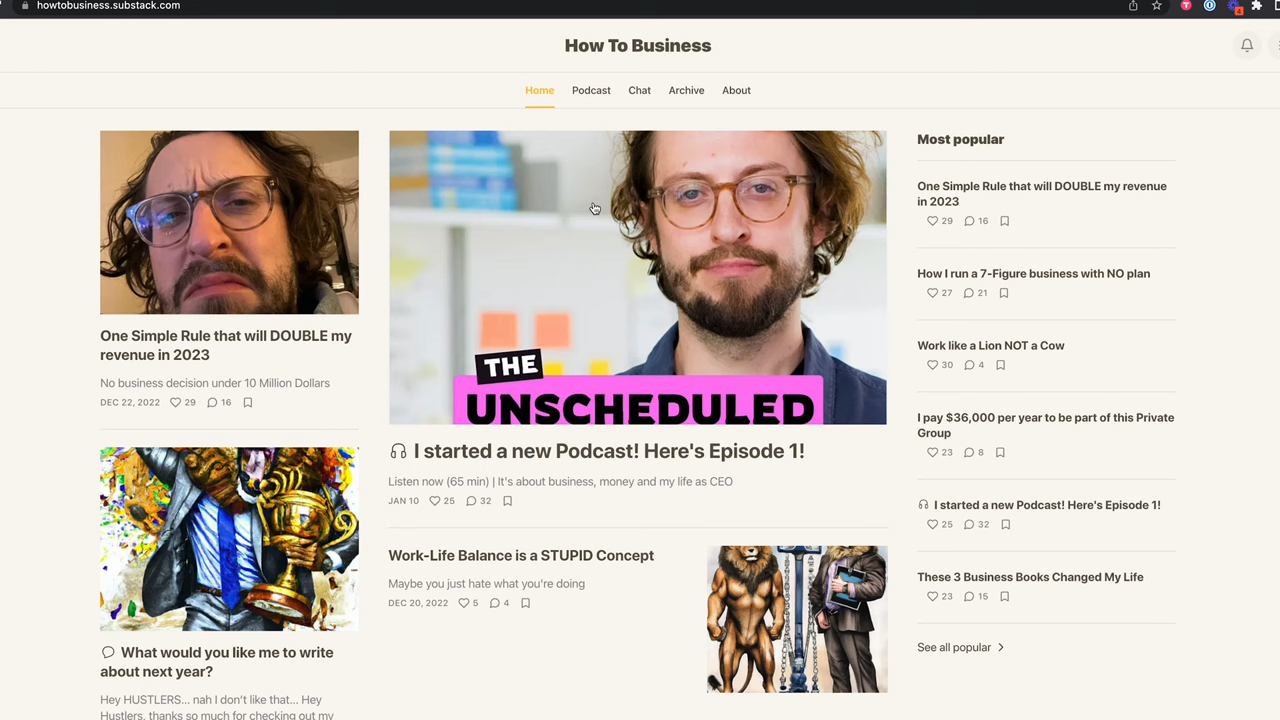 howtobusiness.substack.com
How To Business
Home Podcast Chat Archive About
One Simple Rule that will DOUBLE my
revenue in 2023
No business decision under 10 Million Dollars
DEC 22, 2022 29 16
What would you like me to write
about next year?
Hey HUSTLERS... nah I don't like that... Hey
Hustlers, thanks so much for checking out my
THE
UNSCHEDULED
I started a new Podcast! Here's Episode 1!
Listen now (65 min) | It's about business, money and my life as CEO
JAN 10 25 32
Work-Life Balance is a STUPID Concept
Maybe you just hate what you're doing
DEC 20, 2022 5 4
Most popular
One Simple Rule that will DOUBLE my revenue
in 2023
29 16
How I run a 7-Figure business with NO plan
27 21
Work like a Lion NOT a Cow
30 4
I pay $36,000 per year to be part of this Private
Group
23 8
I started a new Podcast! Here's Episode 1!
25 32
These 3 Business Books Changed My Life
23 15
See all popular